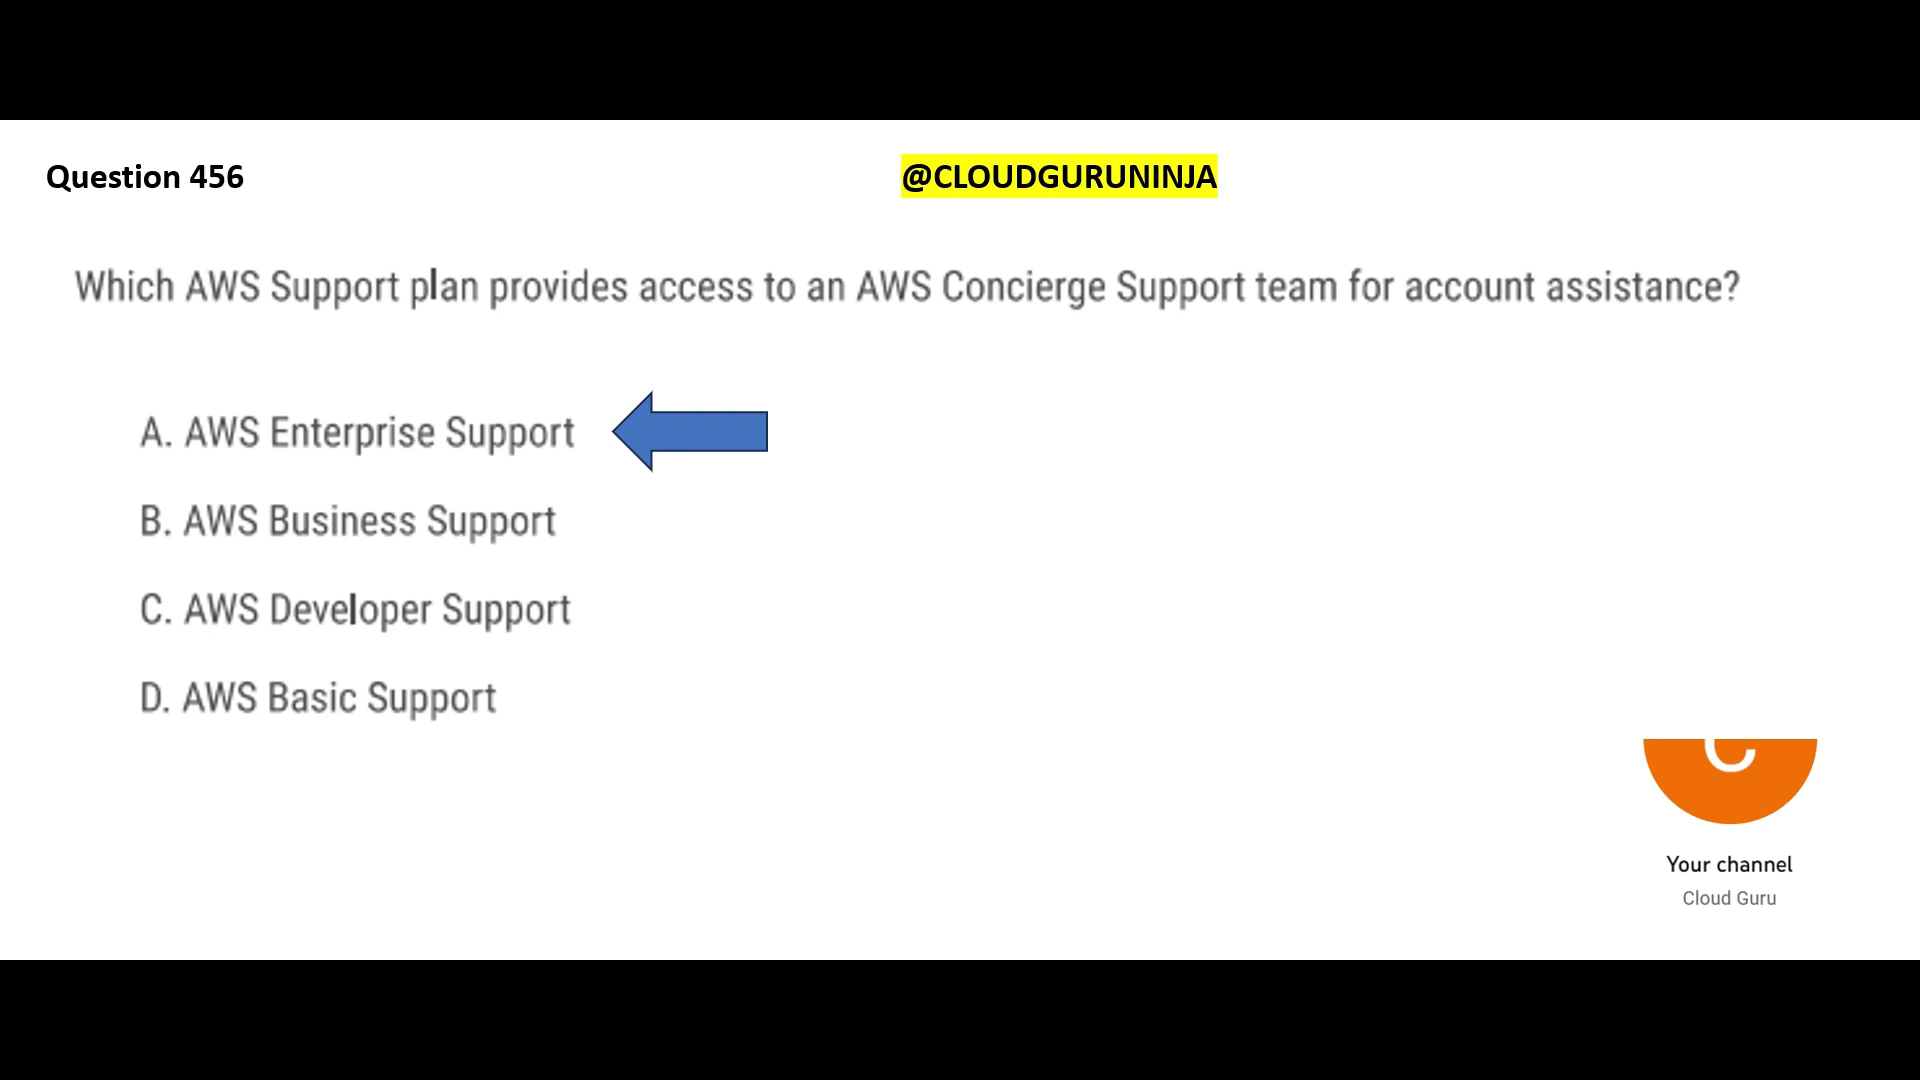 Question 456
@CLOUDGURUNINJA
Which AWS Support plan provides access to an AWS Concierge Support team for account assistance?
A. AWS Enterprise Support
B. AWS Business Support
C. AWS Developer Support
D. AWS Basic Support
Your channel
Cloud Guru